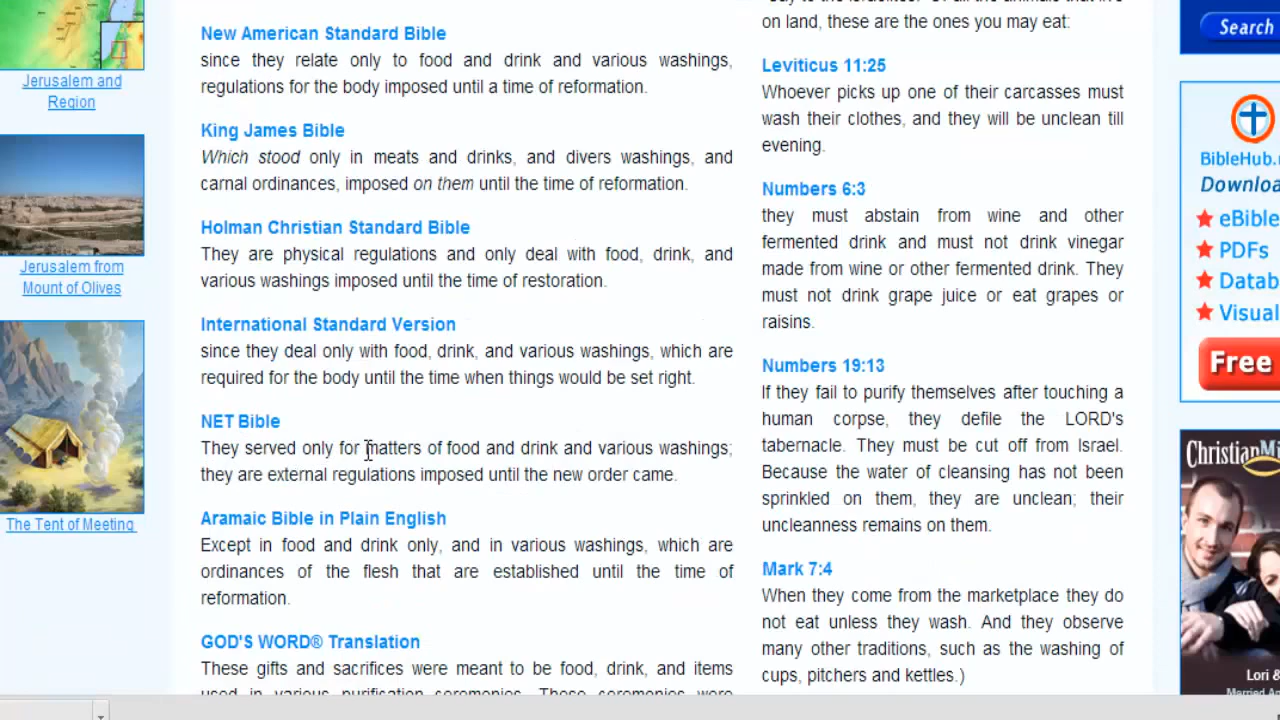 Jerusalem and
Region
Jerusalem from
Mount of Olives
The Tent of Meeting
New American Standard Bible
since they relate only to food and drink and various washings,
regulations for the body imposed until a time of reformation.
King James Bible
Which stood only in meats and drinks, and divers washings, and
carnal ordinances, imposed on them until the time of reformation.
Holman Christian Standard Bible
They are physical regulations and only deal with food, drink, and
various washings imposed until the time of restoration.
International Standard Version
since they deal only with food, drink, and various washings, which are
required for the body until the time when things would be set right.
NET Bible
They served only for matters of food and drink and various washings;
they are external regulations imposed until the new order came.
Aramaic Bible in Plain English
Except in food and drink only, and in various washings, which are
ordinances of the flesh that are established until the time of
reformation.
GOD'S WORD® Translation
These gifts and sacrifices were meant to be food, drink, and items
used in various purification ceremonies. These ceremonies were
on land, these are the ones you may eat:
Leviticus 11:25
Whoever picks up one of their carcasses must
wash their clothes, and they will be unclean till
evening.
Numbers 6:3
they must abstain from wine and other
fermented drink and must not drink vinegar
made from wine or other fermented drink. They
must not drink grape juice or eat grapes or
raisins.
Numbers 19:13
If they fail to purify themselves after touching a
human corpse, they defile the LORD's
tabernacle. They must be cut off from Israel.
Because the water of cleansing has not been
sprinkled on them, they are unclean; their
uncleanness remains on them.
Mark 7:4
When they come from the marketplace they do
not eat unless they wash. And they observe
many other traditions, such as the washing of
cups, pitchers and kettles.)
Search
BibleHub.
Downloa
eBible
PDFs
Datab
Visual
Free
ChristianMi
Lori &
Married